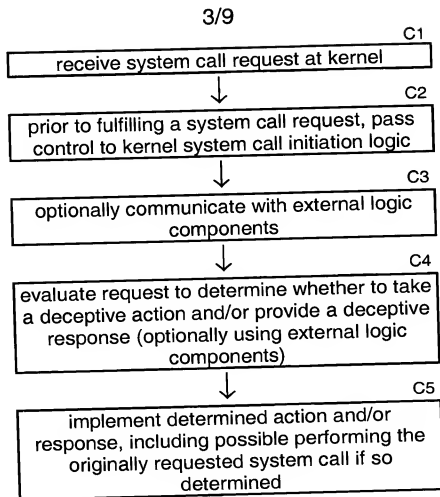 3/9
C1
receive system call request at kernel
C2
prior to fulfilling a system call request, pass
control to kernel system call initiation logic
C3
optionally communicate with external logic
components
C4
evaluate request to determine whether to take
a deceptive action and/or provide a deceptive
response (optionally using external logic
components)
C5
implement determined action and/or
response, including possible performing the
originally requested system call if so
determined